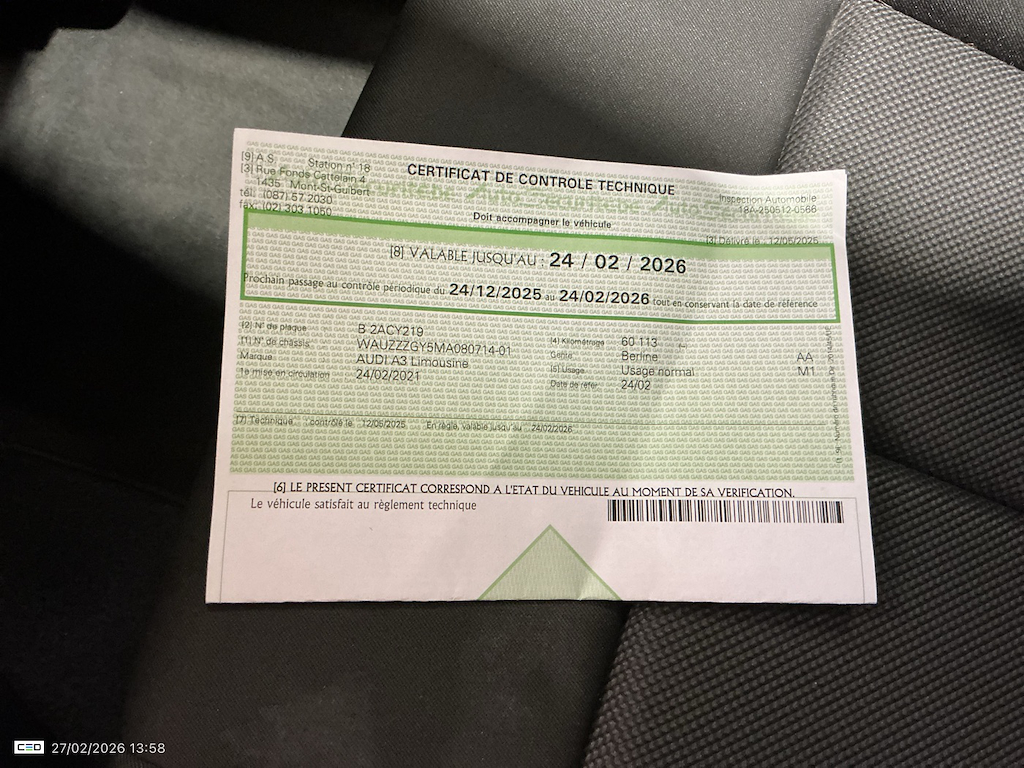 [9] A.S. Station n° 18
[3] Rue Fonds Cattelain 4
1435 Mont-St-Guibert
tél. (087) 57 2030
fax: (02) 303 1050
CERTIFICAT DE CONTROLE TECHNIQUE
Doit accompagner le véhicule
Inspection Automobile
18A-250512-0568
[3] Délivré le : 12/05/2025
[8] VALABLE JUSQU'AU : 24 / 02 / 2026
Prochain passage au contrôle périodique du 24/12/2025 au 24/02/2026 tout en conservant la date de référence
[2] N° de plaque B 2ACY219
[1] N° de chassis WAUZZZGY5MA080714-01
Marque AUDI A3 Limousine
1e mise en circulation 24/02/2021
[4] Kilométrage 60 113
Genre Berline AA
[5] Usage Usage normal M1
Date de réfer. 24/02
[7] Technique contrôlé le 12/05/2025 En règle, valable jusqu'au 24/02/2026
[6] LE PRESENT CERTIFICAT CORRESPOND A L'ETAT DU VEHICULE AU MOMENT DE SA VERIFICATION.
Le véhicule satisfait au règlement technique
CEO 27/02/2026 13:58